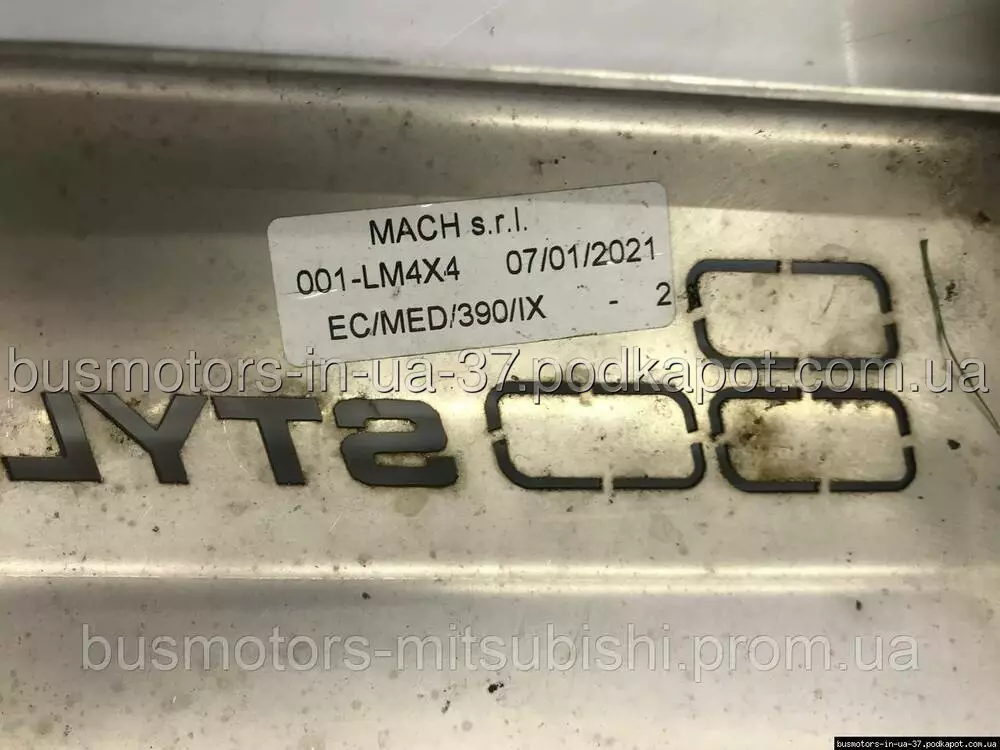 MACH s.r.l.
001-LM4X4 07/01/2021
EC/MED/390/IX - 2
busmotors-in-ua-37.podkapot.com.ua
STYL
busmotors-mitsubishi.prom.ua
busmotors-in-ua-37.podkapot.com.ua